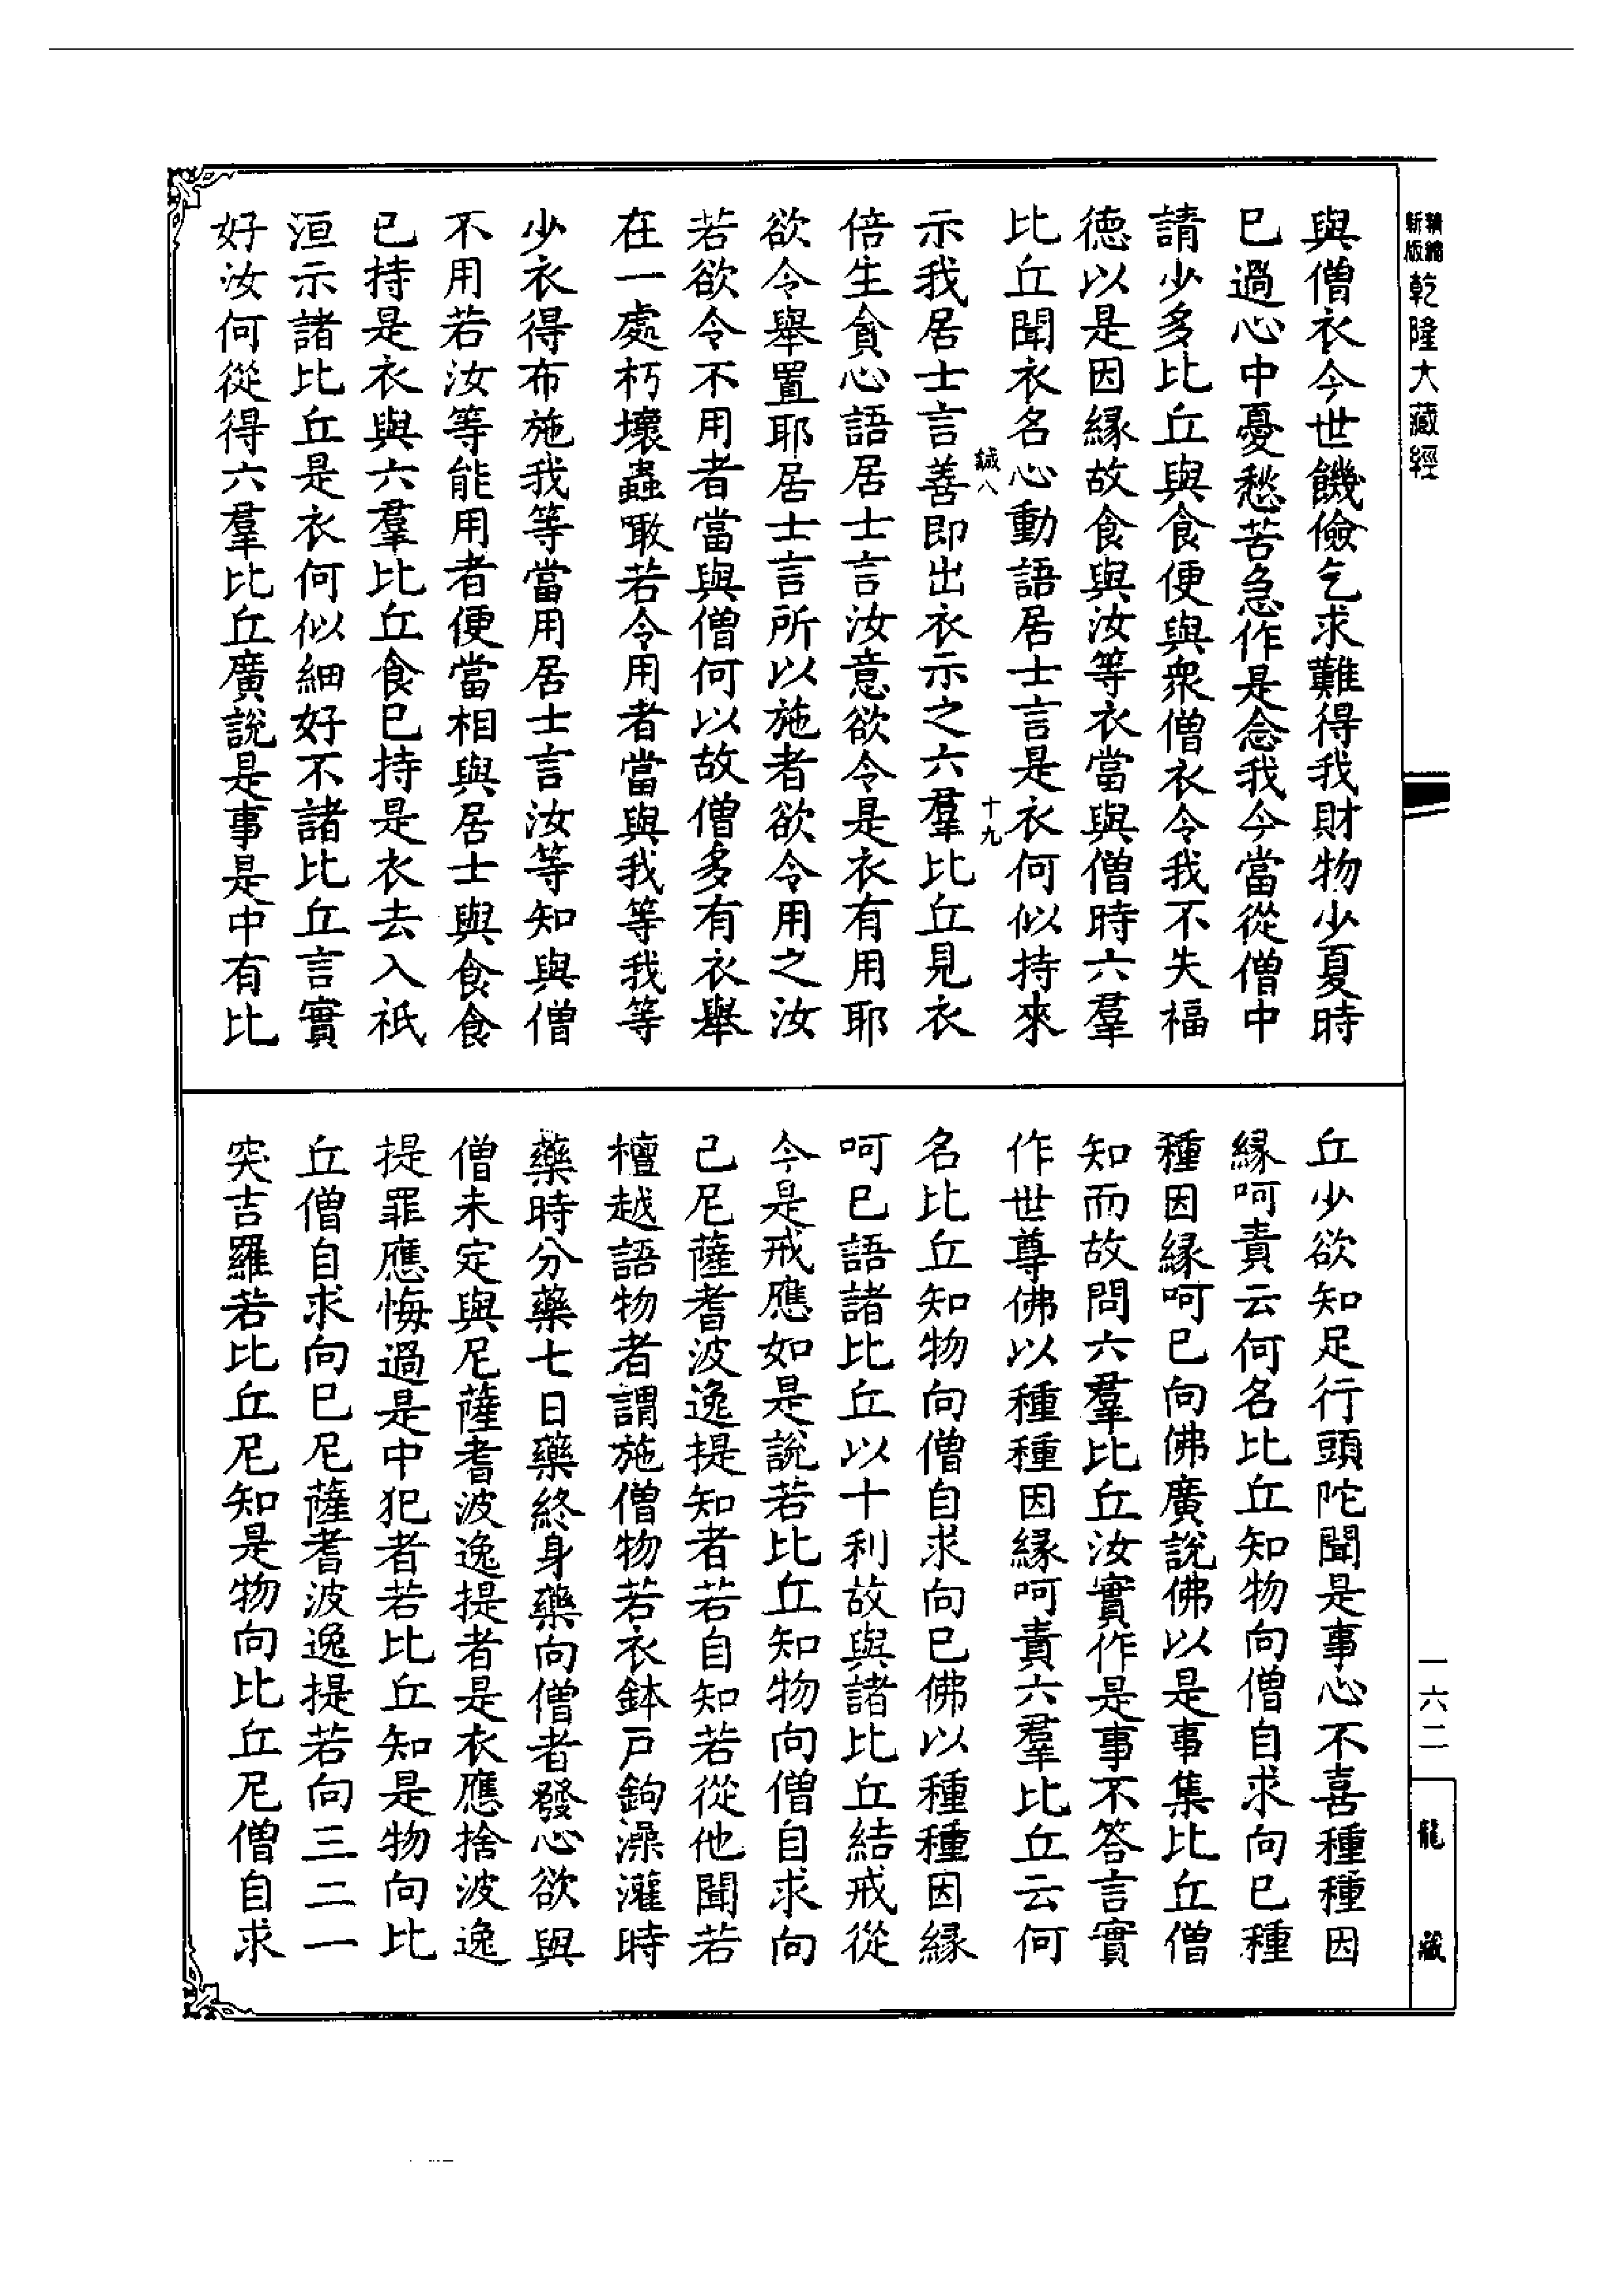 新版 精縮 乾隆大藏經
與僧衣今世饑儉乞求難得我財物少夏時
巳過心中憂愁苦急作是念我今當從僧中
請少多比丘與食便與衆僧衣令我不失福
德以是因緣故食與汝等衣當與僧時六羣
比丘聞衣名心動語居士言是衣何似持來
誠八 十九
示我居士言善即出衣示之六羣比丘見衣
倍生貪心語居士言汝意欲令是衣有用耶
欲令舉置耶居士言所以施者欲令用之汝
若欲令不用者當與僧何以故僧多有衣舉
在一處朽壞蟲噉若令用者當與我等我等
少衣得布施我等當用居士言汝等知與僧
不用若汝等能用者便當相與居士與食食
已持是衣與六羣比丘食已持是衣去入祇
洹示諸比丘是衣何似細好不諸比丘言實
好汝何從得六羣比丘廣說是事是中有比
丘少欲知足行頭陀聞是事心不喜種種因
緣呵責云何名比丘知物向僧自求向巳種
種因緣呵巳向佛廣說佛以是事集比丘僧
知而故問六羣比丘汝實作是事不答言實
作世尊佛以種種因緣呵責六羣比丘云何
名比丘知物向僧自求向巳佛以種種因緣
呵巳語諸比丘以十利故與諸比丘結戒從
今是戒應如是說若比丘知物向僧自求向
己尼薩耆波逸提知者若自知若從他聞若
檀越語物者謂施僧物若衣鉢戸鉤澡灌時
藥時分藥七日藥終身藥向僧者發心欲與
僧未定與尼薩耆波逸提者是衣應捨波逸
提罪應悔過是中犯者若比丘知是物向比
丘僧自求向巳尼薩耆波逸提若向三二一
突吉羅若比丘尼知是物向比丘尼僧自求
一六二
龍藏